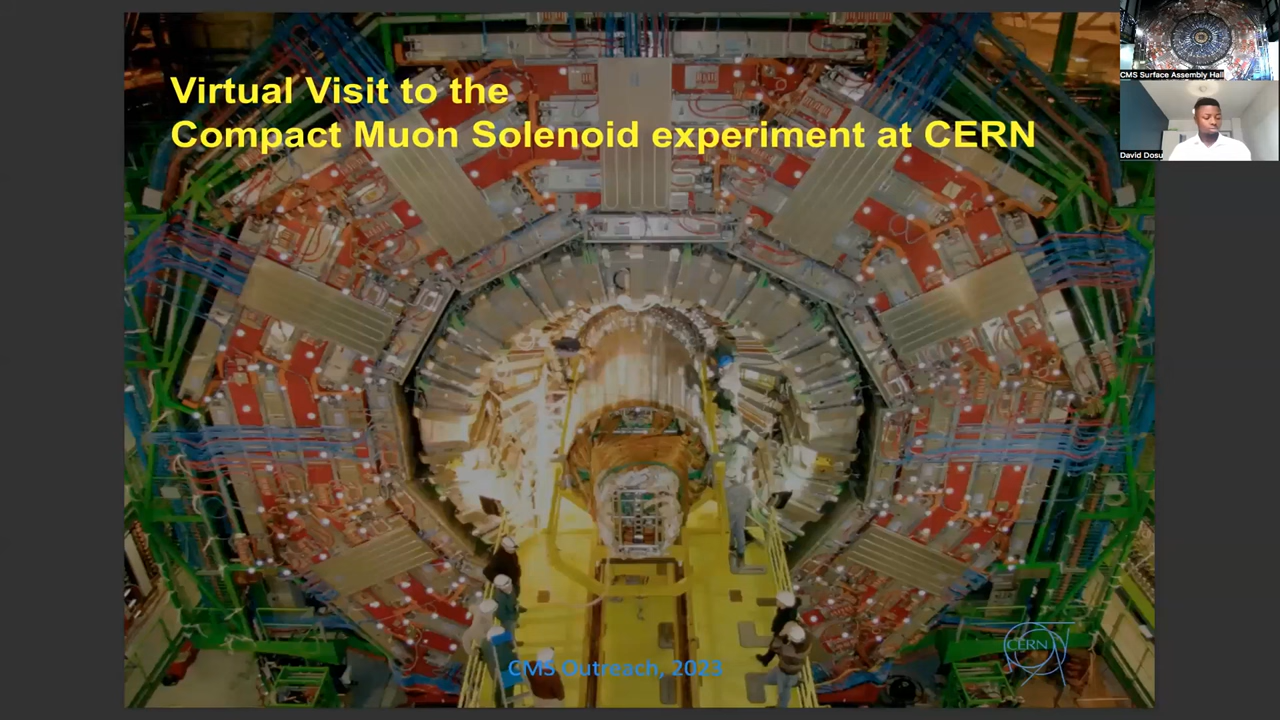 Virtual Visit to the
Compact Muon Solenoid experiment at CERN
CMS Surface Assembly Hall
David Dosu
CERN
CMS Outreach, 2023